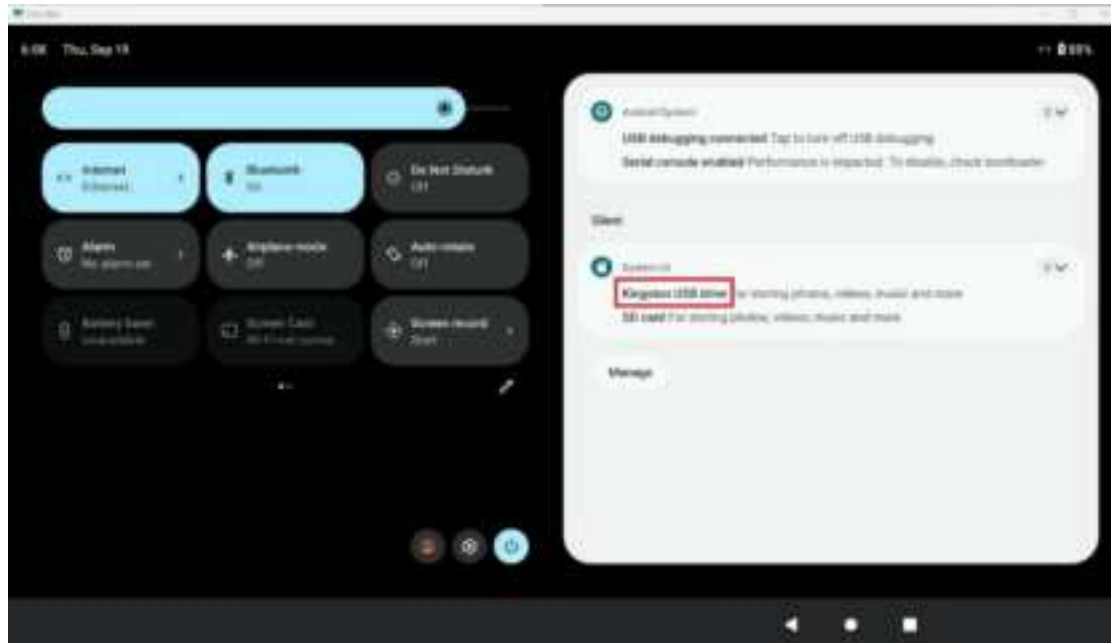 Thu, Sep 19
Android System
USB debugging connected Tap to turn off USB debugging
Serial console enabled Performance is impacted. To disable, check bootloader
Internet
Ethernet
Bluetooth
On
Do Not Disturb
Off
Alarm
No alarm set
Airplane mode
Off
Auto-rotate
Off
Battery Saver
Unavailable
Screen Cast
Screen record
Start
Silent
System UI
Kingston USB drive For storing photos, videos, music and more
SD card For storing photos, videos, music and more
Manage